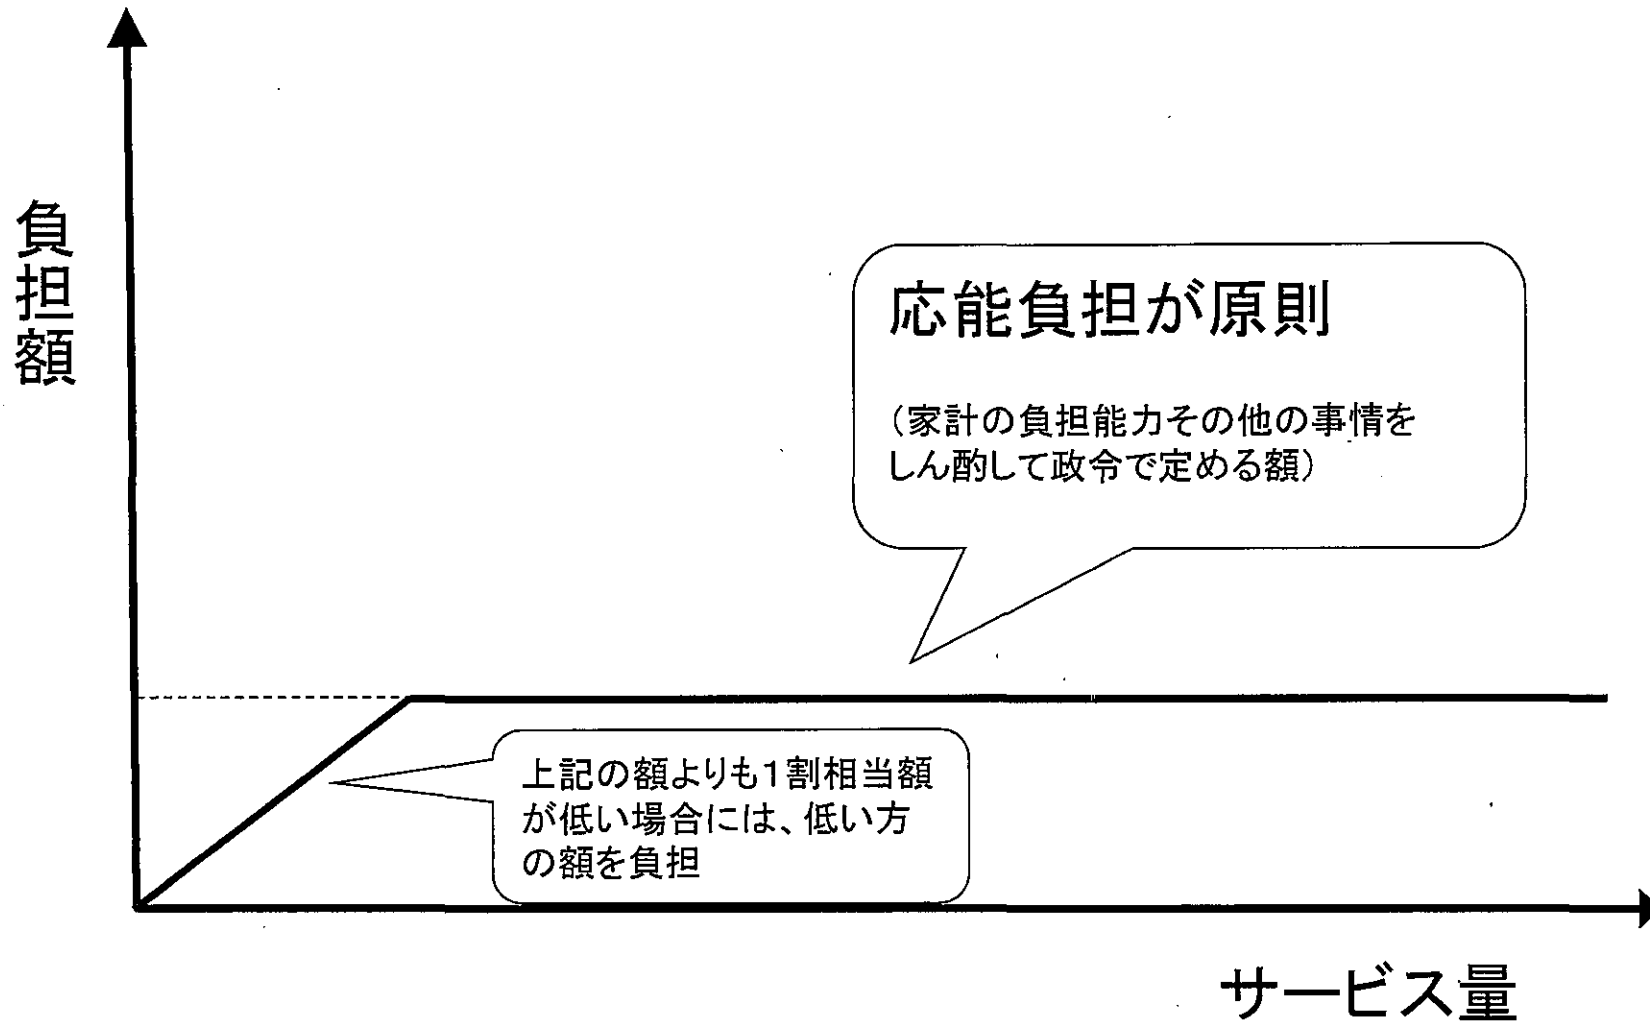 負担額
応能負担が原則
（家計の負担能力その他の事情を
しん酌して政令で定める額）
上記の額よりも１割相当額
が低い場合には、低い方
の額を負担
サービス量